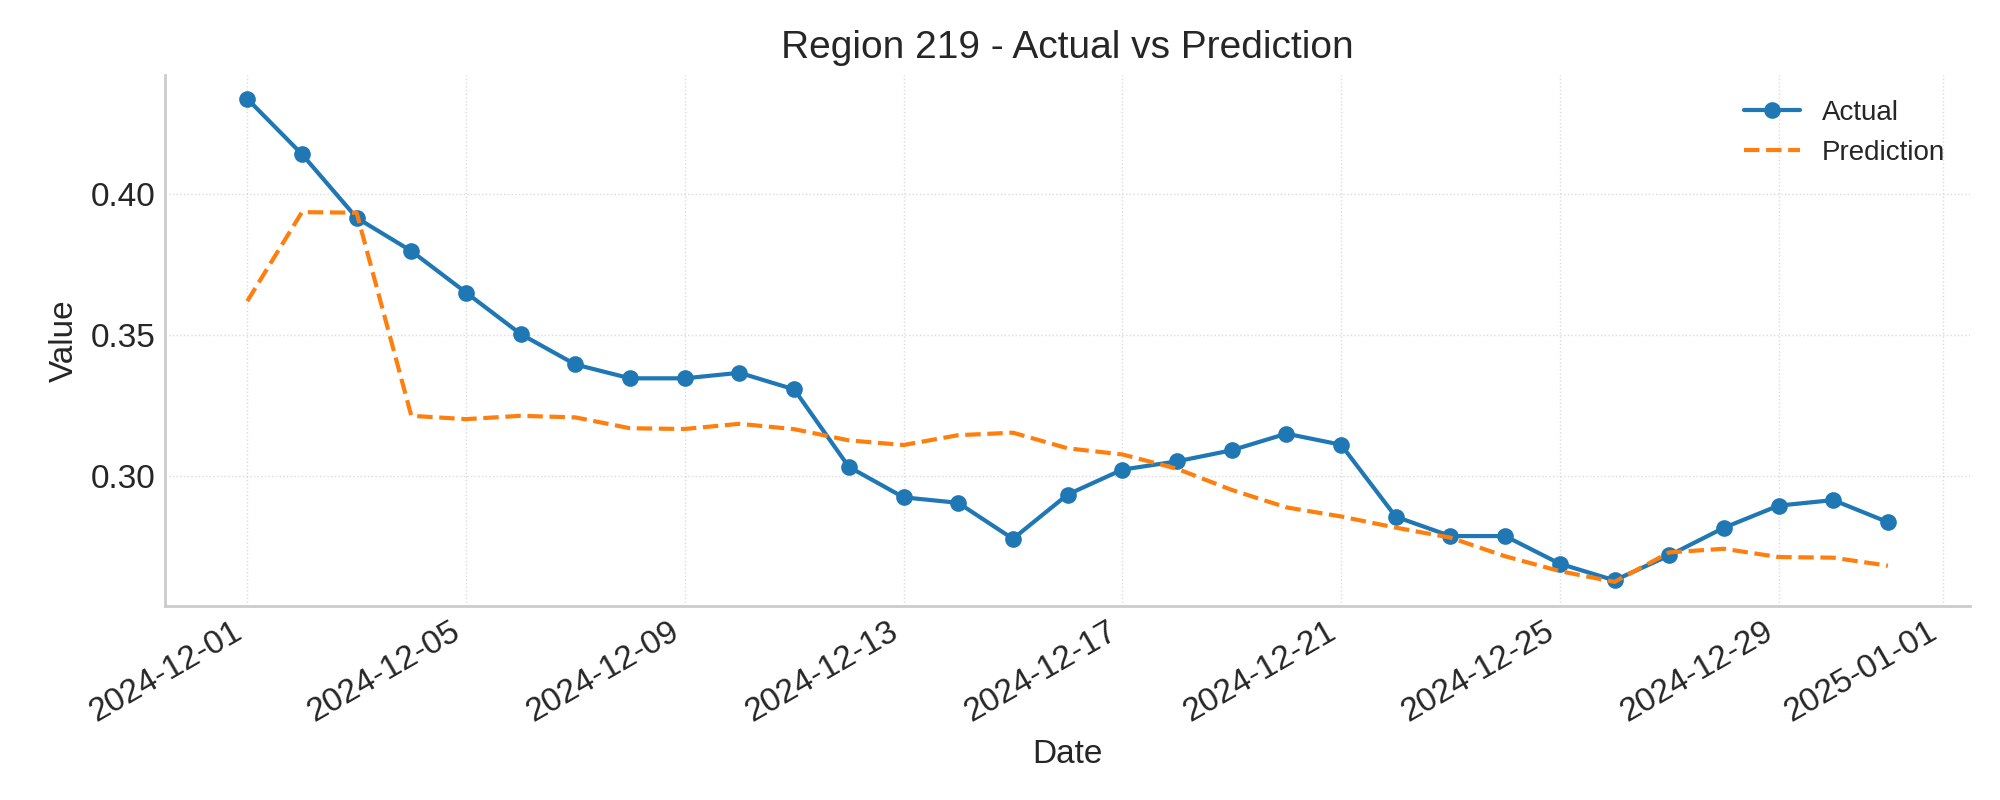 Region 219 - Actual vs Prediction
Actual
Prediction
Value
0.40
0.35
0.30
2024-12-01
2024-12-05
2024-12-09
2024-12-13
2024-12-17
2024-12-21
2024-12-25
2024-12-29
2025-01-01
Date